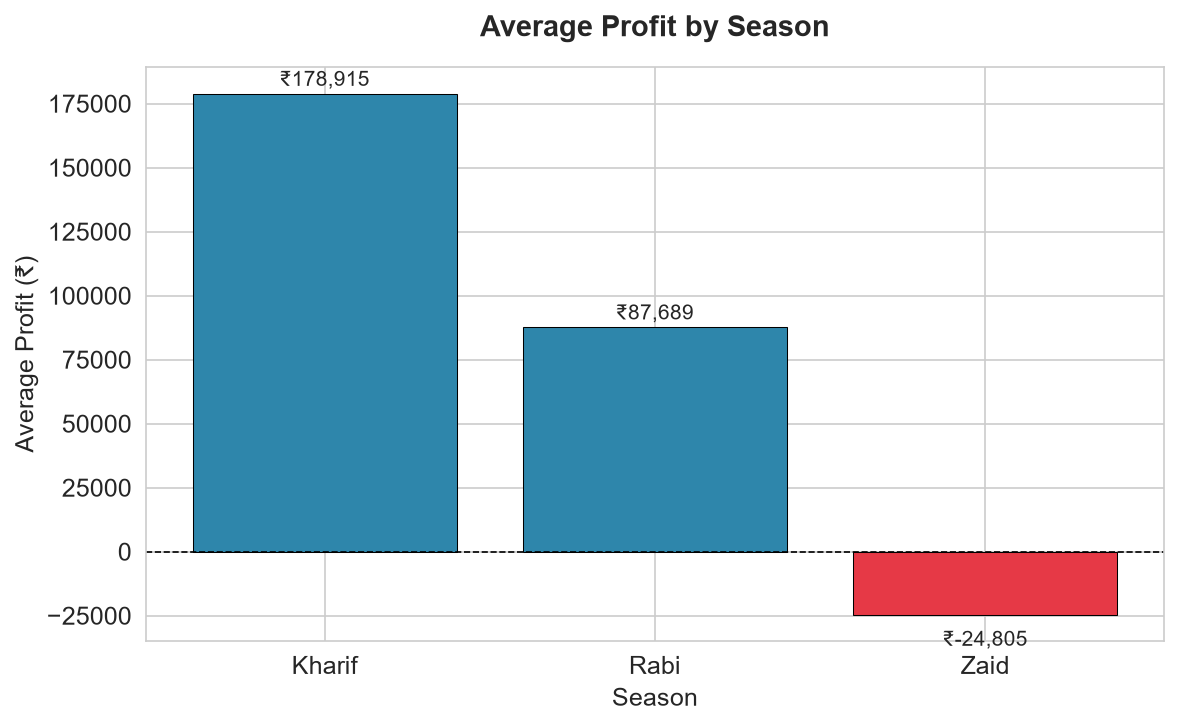 Average Profit by Season
Average Profit (₹)
175000
150000
125000
100000
75000
50000
25000
0
−25000
₹178,915
₹87,689
₹-24,805
Kharif
Rabi
Zaid
Season